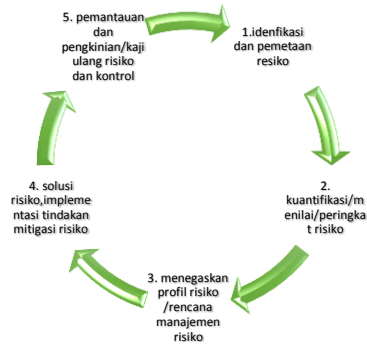 5. pemantauan
dan
pengkinian/kaji
ulang risiko
dan kontrol
1.idenfikasi
dan pemetaan
resiko
2.
kuantifikasi/m
enilai/peringka
t risiko
3. menegaskan
profil risiko
/rencana
manajemen
risiko
4. solusi
risiko,impleme
ntasi tindakan
mitigasi risiko